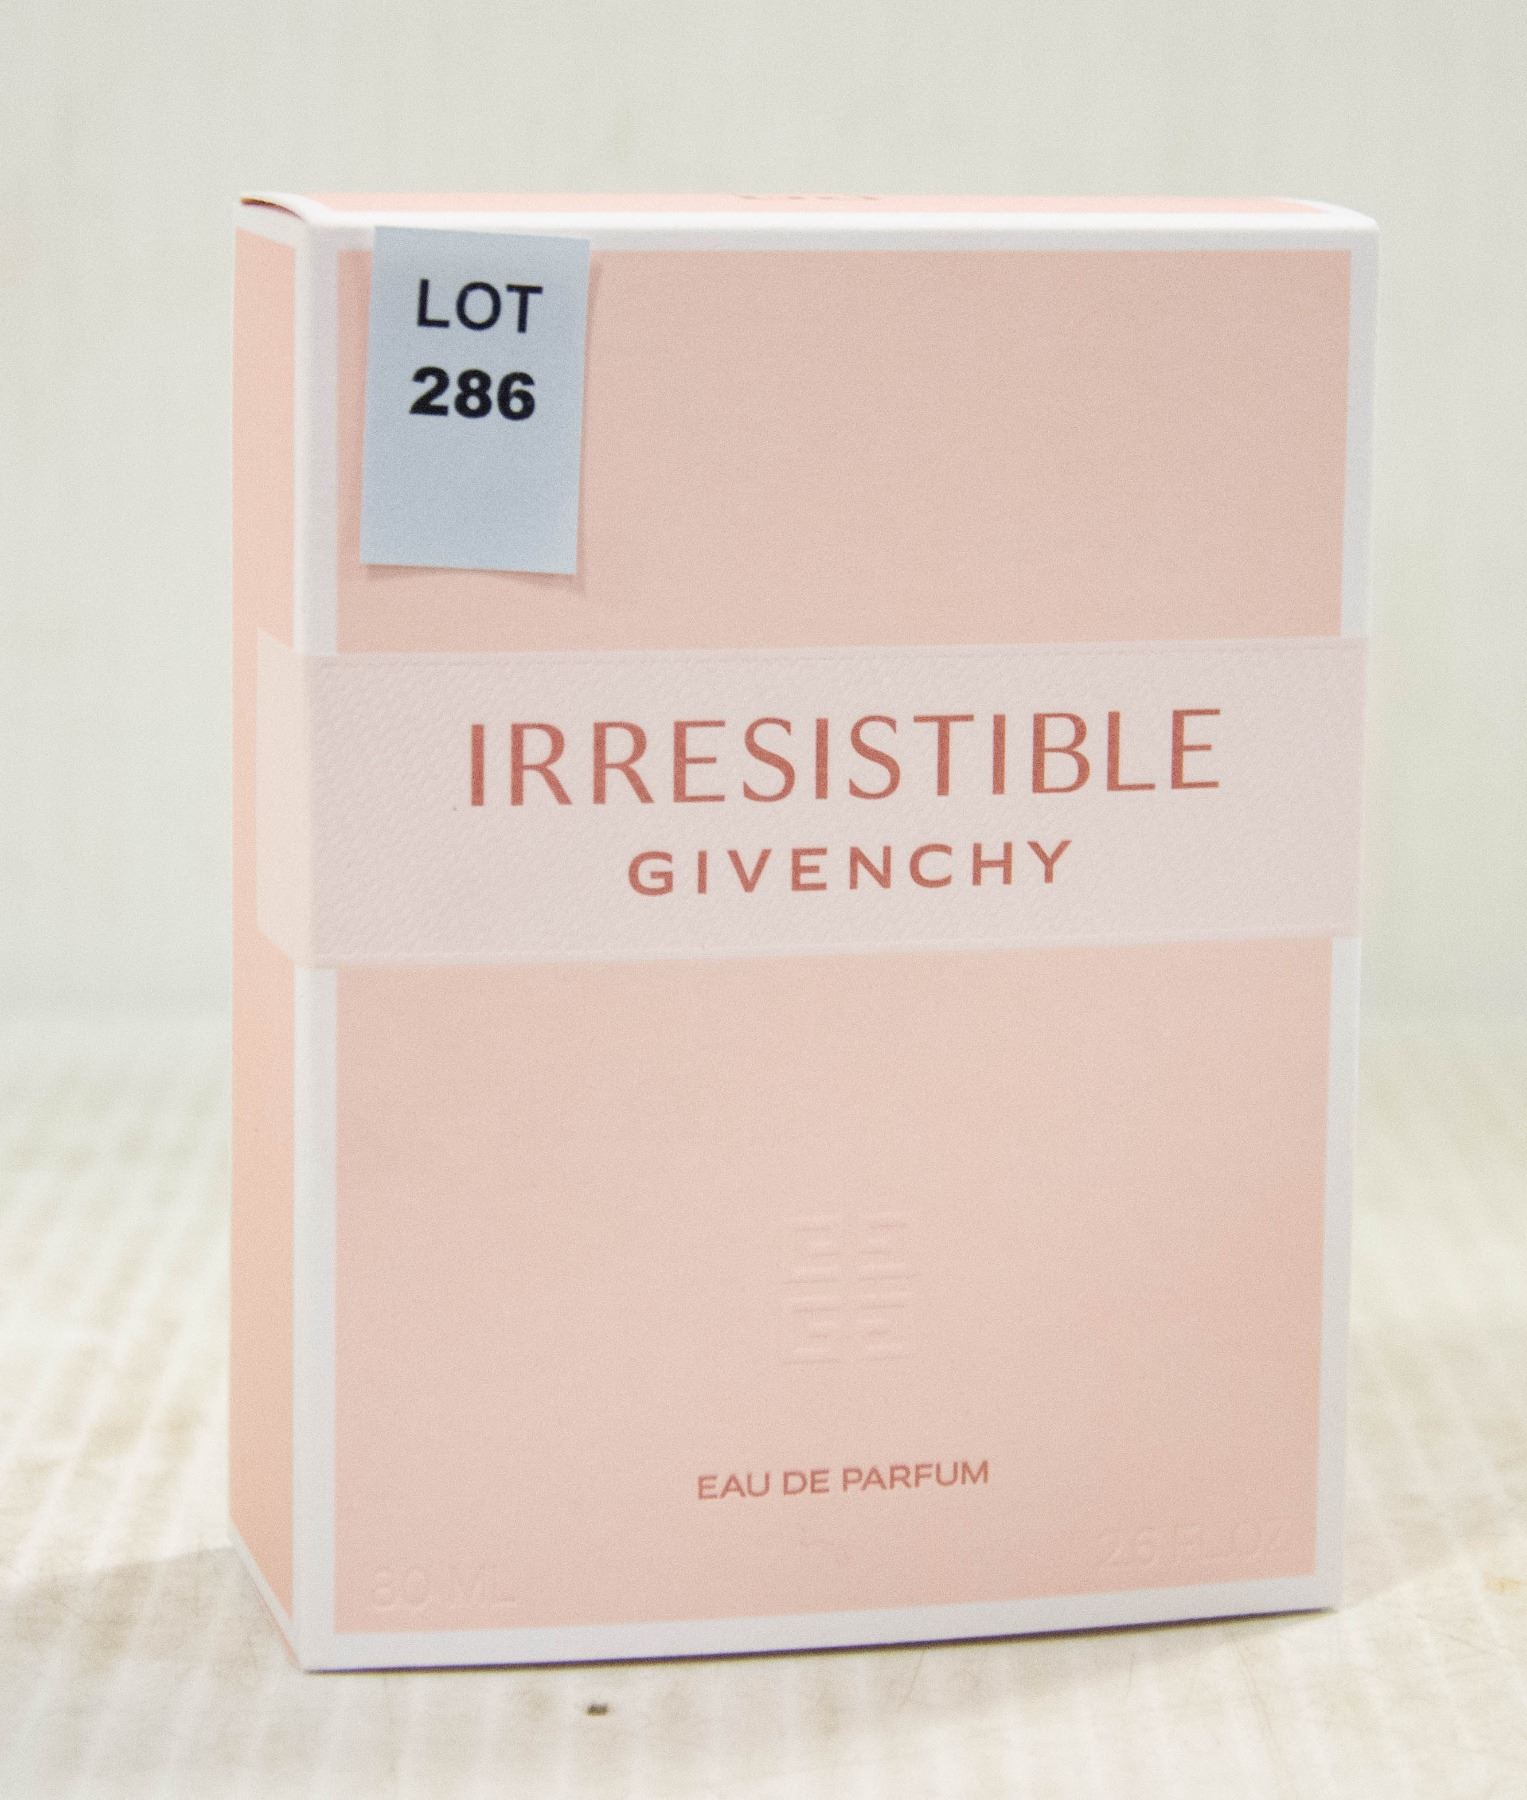 LOT
286
IRRESISTIBLE
GIVENCHY
EAU DE PARFUM
80 ML
2.6 FL.OZ